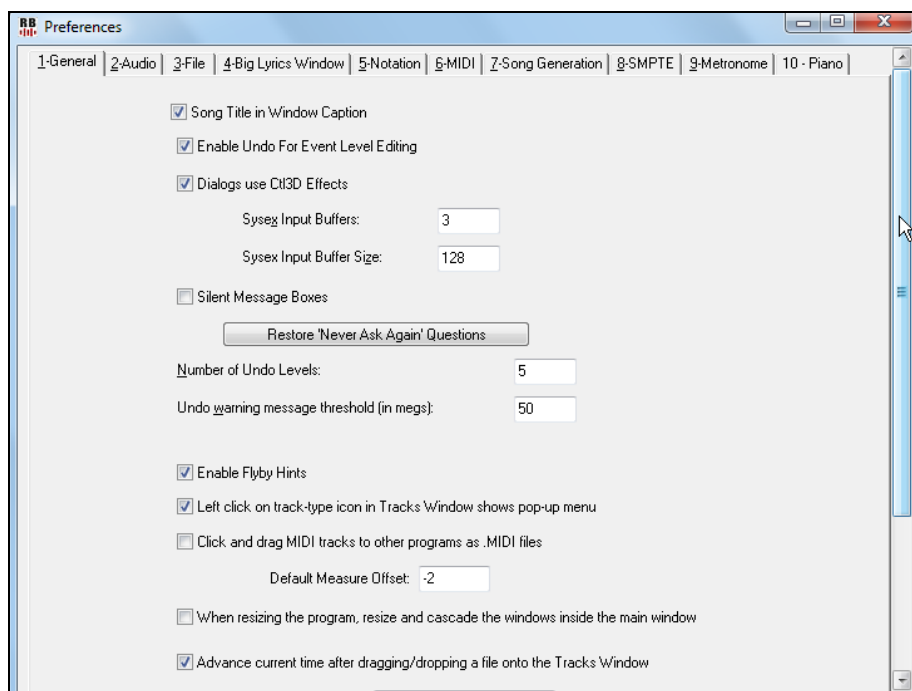 RB Preferences
1-General 2-Audio 3-File 4-Big Lyrics Window 5-Notation 6-MIDI 7-Song Generation 8-SMPTE 9-Metronome 10 - Piano
Song Title in Window Caption
Enable Undo For Event Level Editing
Dialogs use Ctl3D Effects
Sysex Input Buffers: 3
Sysex Input Buffer Size: 128
Silent Message Boxes
Restore 'Never Ask Again' Questions
Number of Undo Levels: 5
Undo warning message threshold (in megs): 50
Enable Flyby Hints
Left click on track-type icon in Tracks Window shows pop-up menu
Click and drag MIDI tracks to other programs as .MIDI files
Default Measure Offset: -2
When resizing the program, resize and cascade the windows inside the main window
Advance current time after dragging/dropping a file onto the Tracks Window